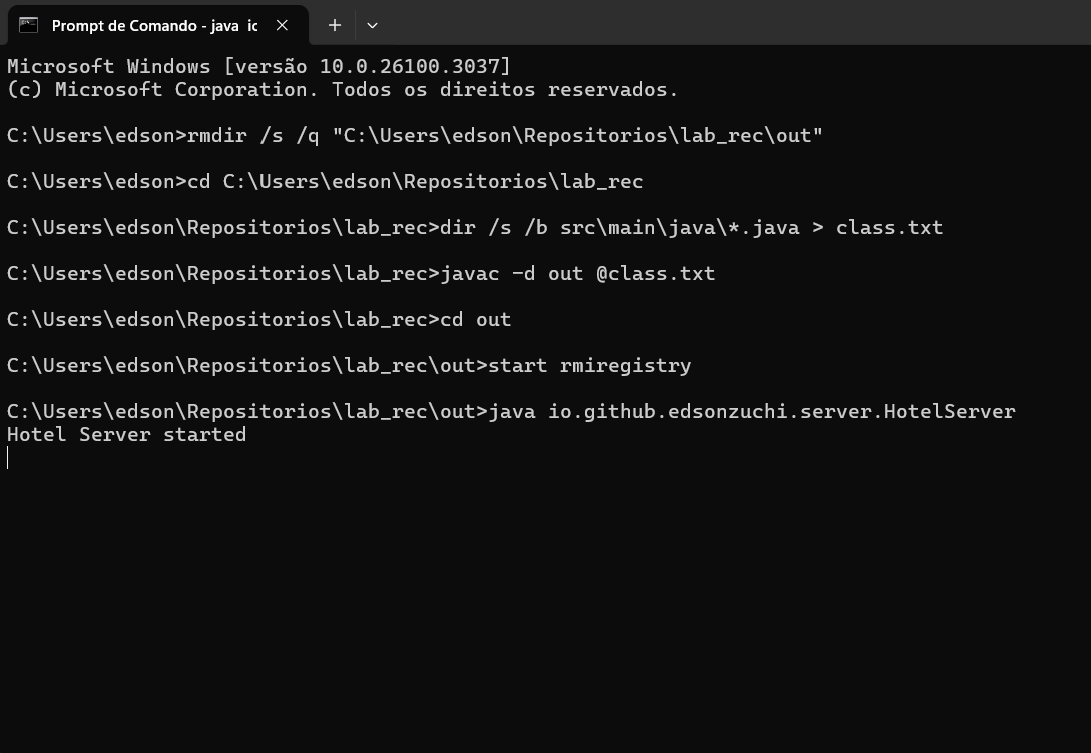 Prompt de Comando - java ic
Microsoft Windows [versão 10.0.26100.3037]
(c) Microsoft Corporation. Todos os direitos reservados.
C:\Users\edson>rmdir /s /q "C:\Users\edson\Repositorios\lab_rec\out"
C:\Users\edson>cd C:\Users\edson\Repositorios\lab_rec
C:\Users\edson\Repositorios\lab_rec>dir /s /b src\main\java\*.java > class.txt
C:\Users\edson\Repositorios\lab_rec>javac -d out @class.txt
C:\Users\edson\Repositorios\lab_rec>cd out
C:\Users\edson\Repositorios\lab_rec\out>start rmiregistry
C:\Users\edson\Repositorios\lab_rec\out>java io.github.edsonzuchi.server.HotelServer
Hotel Server started